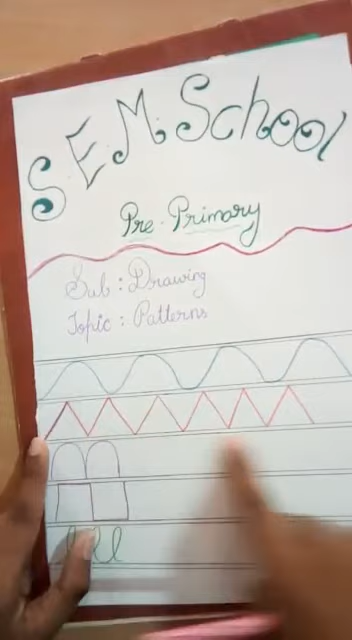 S.E.M. School
Pre-Primary
Sub : Drawing
Topic : Patterns